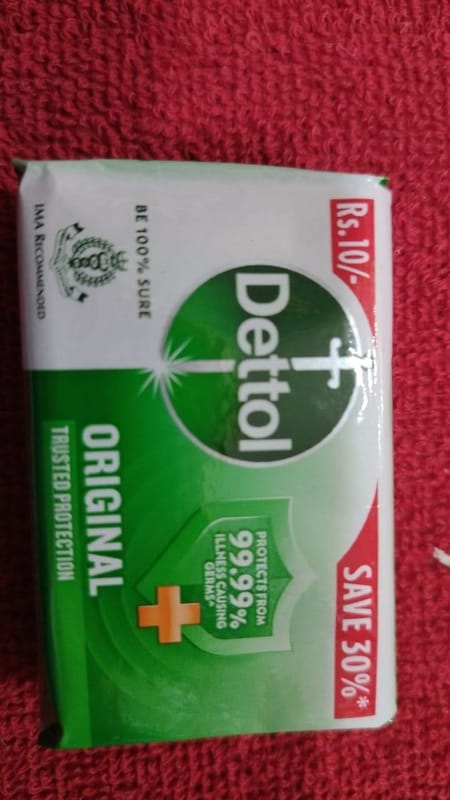 Rs. 10/-
SAVE 30%*
Dettol
BE 100% SURE
IMA RECOMMENDED
PROTECTS FROM
99.99%
ILLNESS CAUSING
GERMS^
ORIGINAL
TRUSTED PROTECTION